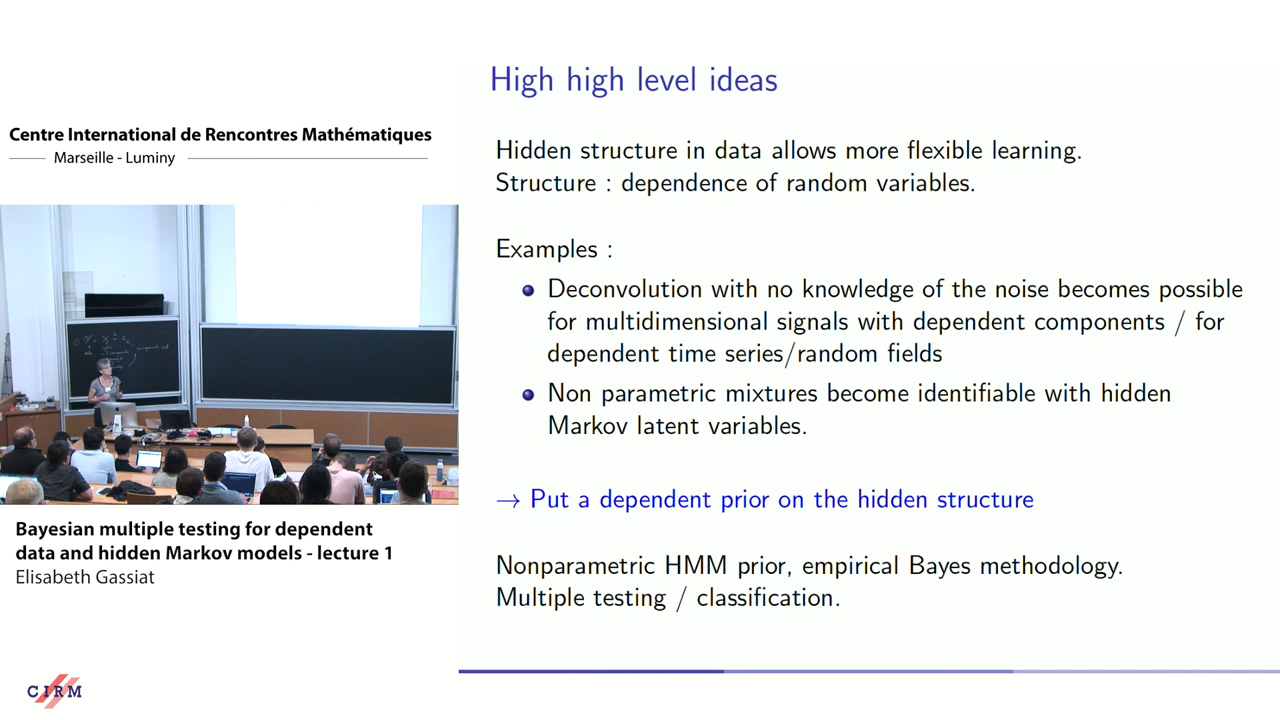 High high level ideas
Centre International de Rencontres Mathématiques
Marseille - Luminy
Hidden structure in data allows more flexible learning.
Structure : dependence of random variables.
Examples :
Deconvolution with no knowledge of the noise becomes possible
for multidimensional signals with dependent components / for
dependent time series/random fields
Non parametric mixtures become identifiable with hidden
Markov latent variables.
→ Put a dependent prior on the hidden structure
Nonparametric HMM prior, empirical Bayes methodology.
Multiple testing / classification.
Bayesian multiple testing for dependent
data and hidden Markov models - lecture 1
Elisabeth Gassiat
CIRM